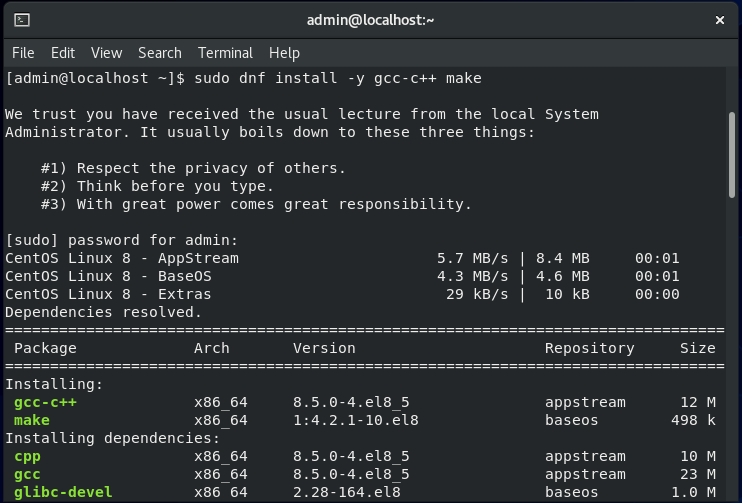 admin@localhost:~
File Edit View Search Terminal Help
[admin@localhost ~]$ sudo dnf install -y gcc-c++ make
We trust you have received the usual lecture from the local System
Administrator. It usually boils down to these three things:
#1) Respect the privacy of others.
#2) Think before you type.
#3) With great power comes great responsibility.
[sudo] password for admin:
CentOS Linux 8 - AppStream 5.7 MB/s | 8.4 MB 00:01
CentOS Linux 8 - BaseOS 4.3 MB/s | 4.6 MB 00:01
CentOS Linux 8 - Extras 29 kB/s | 10 kB 00:00
Dependencies resolved.
================================================================================
Package Arch Version Repository Size
================================================================================
Installing:
gcc-c++ x86_64 8.5.0-4.el8_5 appstream 12 M
make x86_64 1:4.2.1-10.el8 baseos 498 k
Installing dependencies:
cpp x86_64 8.5.0-4.el8_5 appstream 10 M
gcc x86_64 8.5.0-4.el8_5 appstream 23 M
glibc-devel x86_64 2.28-164.el8 baseos 1.0 M